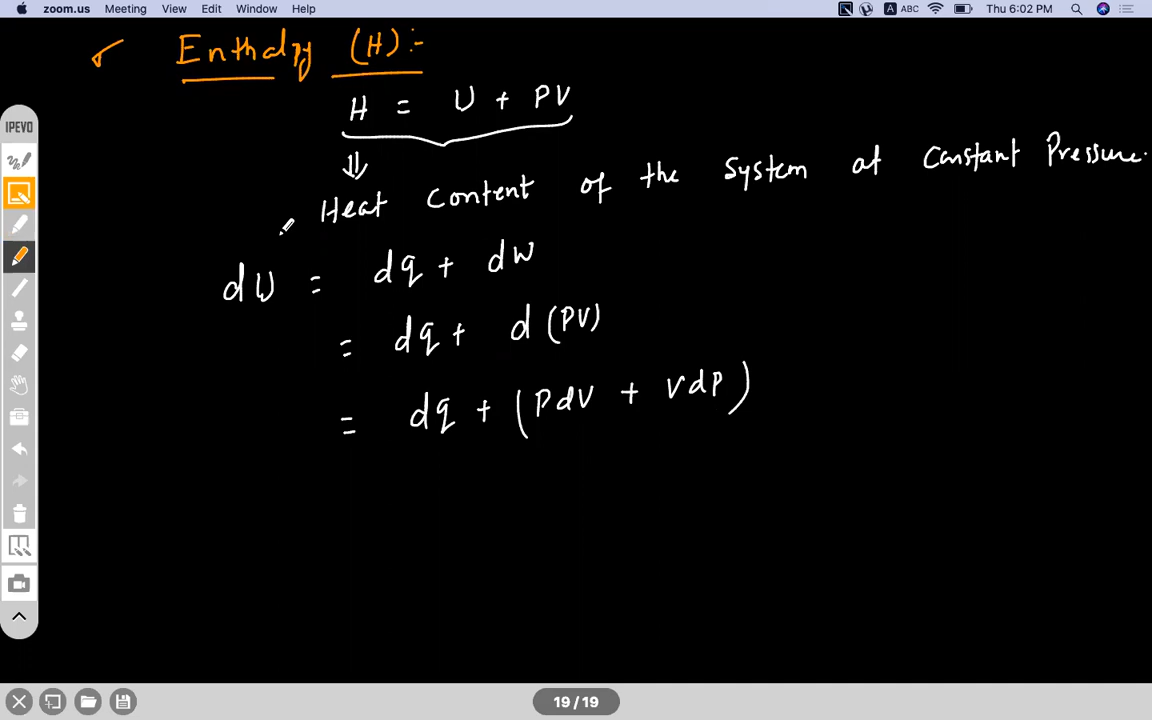 zoom.us Meeting View Edit Window Help A ABC Thu 6:02 PM
Enthalpy (H) :-
H = U + PV
⇓
Heat Content of the System at Constant Pressure.
dU = dq + dW
= dq + d (PV)
= dq + (PdV + VdP)
IPEVO
19 / 19